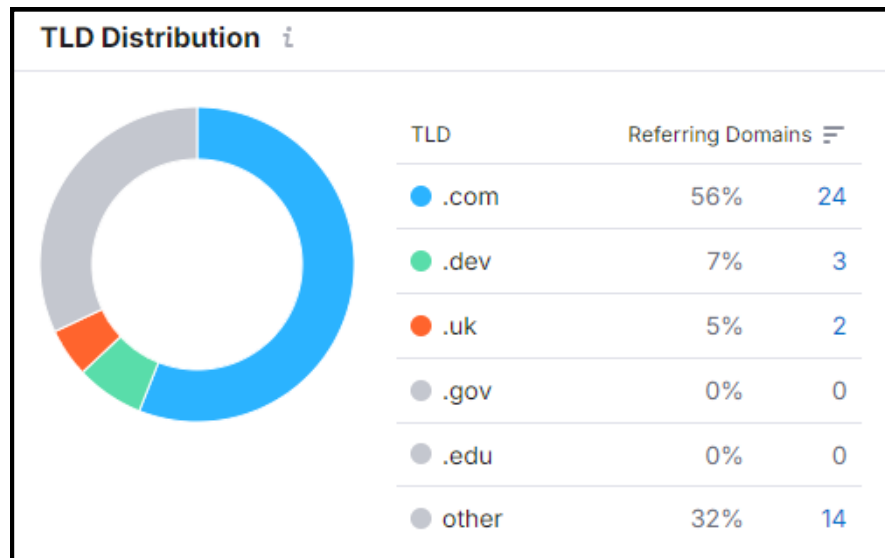 TLD Distribution i
TLD Referring Domains
.com 56% 24
.dev 7% 3
.uk 5% 2
.gov 0% 0
.edu 0% 0
other 32% 14